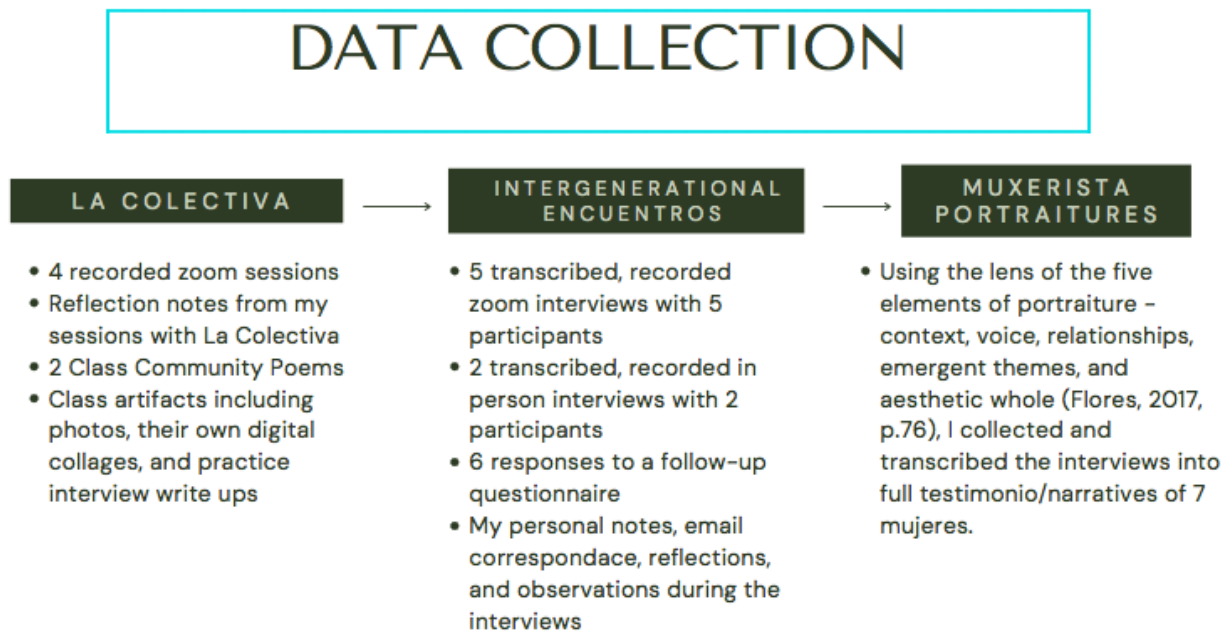 DATA COLLECTION
LA COLECTIVA
• 4 recorded zoom sessions
• Reflection notes from my
sessions with La Colectiva
• 2 Class Community Poems
• Class artifacts including
photos, their own digital
collages, and practice
interview write ups
INTERGENERATIONAL
ENCUENTROS
• 5 transcribed, recorded
zoom interviews with 5
participants
• 2 transcribed, recorded in
person interviews with 2
participants
• 6 responses to a follow-up
questionnaire
• My personal notes, email
correspondace, reflections,
and observations during the
interviews
MUXERISTA
PORTRAITURES
• Using the lens of the five
elements of portraiture -
context, voice, relationships,
emergent themes, and
aesthetic whole (Flores, 2017,
p.76), I collected and
transcribed the interviews into
full testimonio/narratives of 7
mujeres.